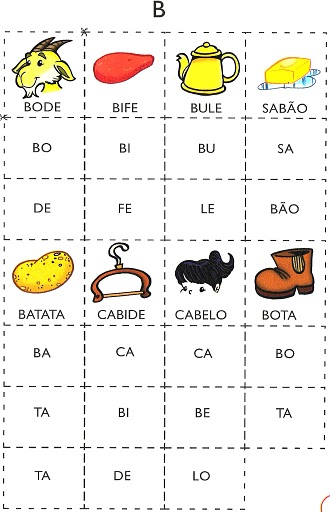 B
BODE BIFE BULE SABÃO
BO BI BU SA
DE FE LE BÃO
BATATA CABIDE CABELO BOTA
BA CA CA BO
TA BI BE TA
TA DE LO